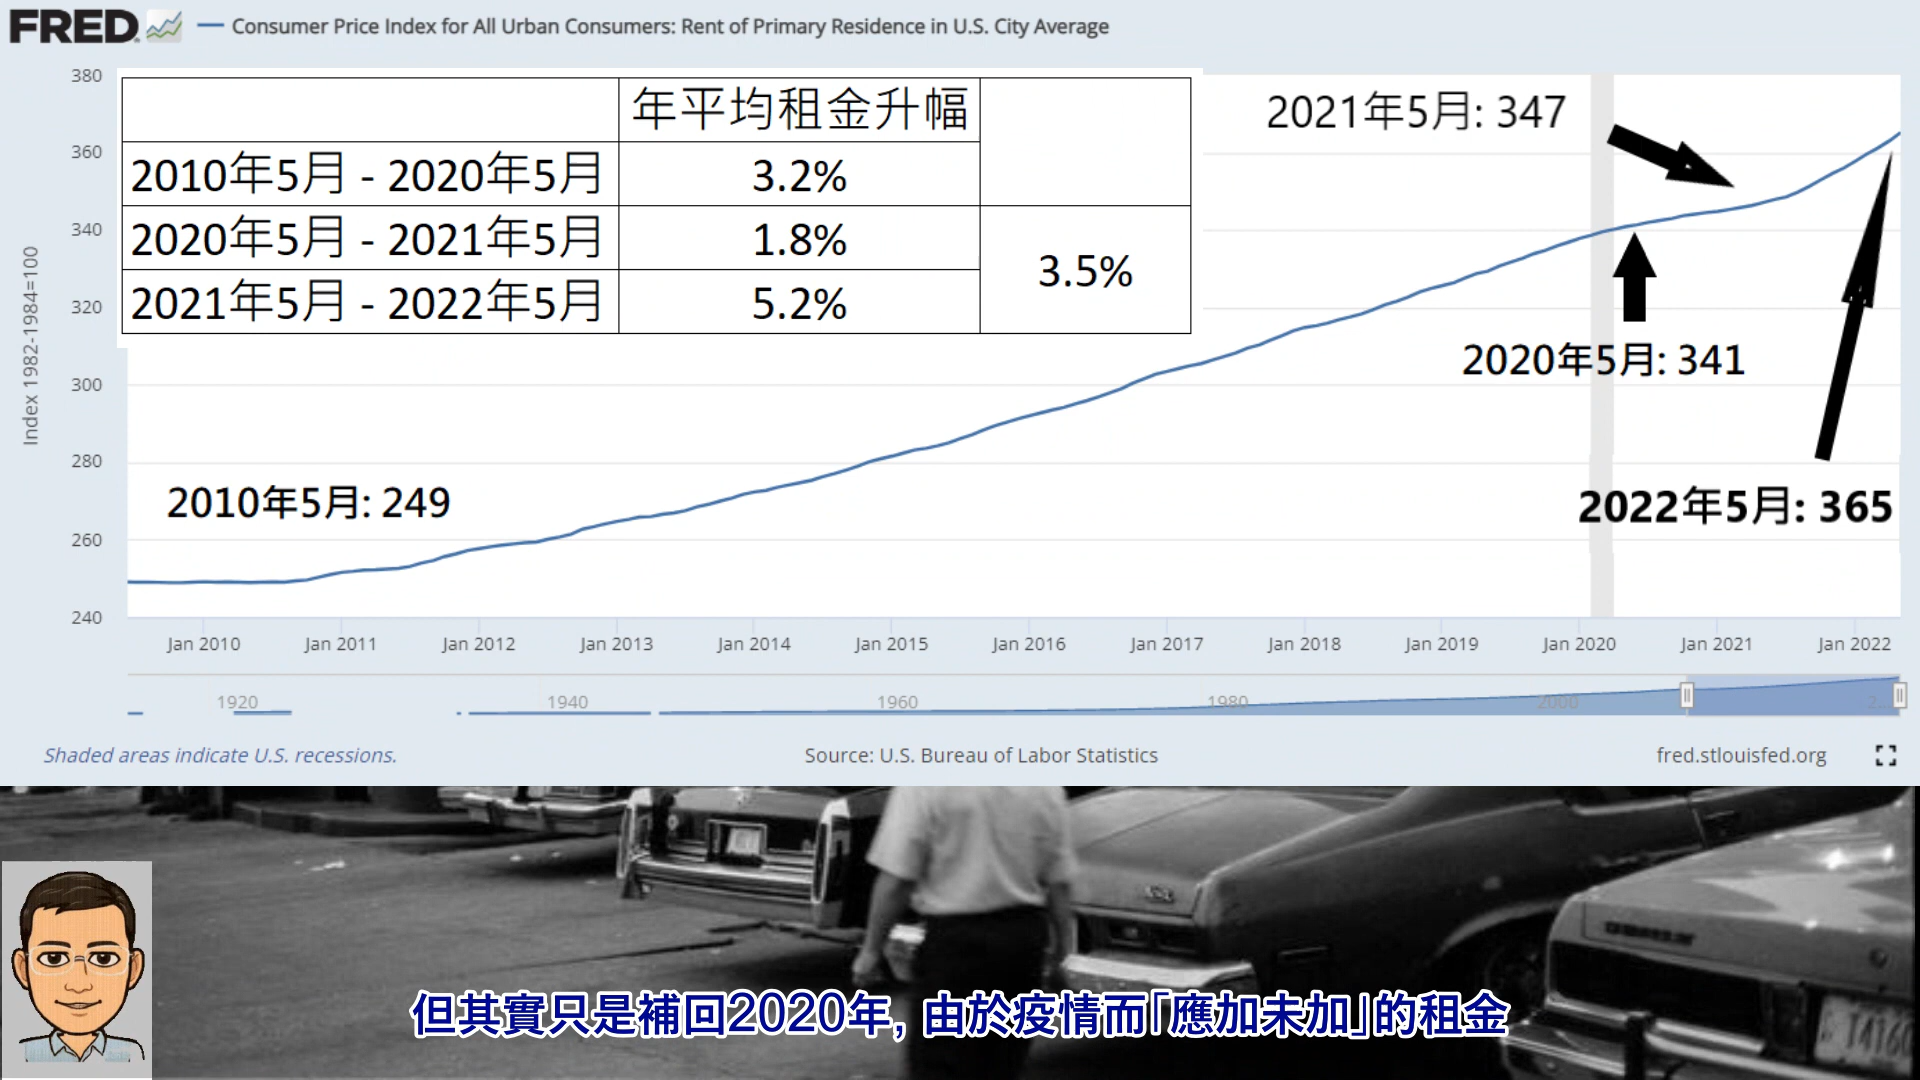 FRED
Consumer Price Index for All Urban Consumers: Rent of Primary Residence in U.S. City Average
Index 1982-1984=100
380
360
340
320
300
280
260
240
年平均租金升幅
2010年5月 - 2020年5月 3.2%
2020年5月 - 2021年5月 1.8%
2021年5月 - 2022年5月 5.2%
3.5%
2021年5月: 347
2020年5月: 341
2010年5月: 249
2022年5月: 365
Jan 2010 Jan 2011 Jan 2012 Jan 2013 Jan 2014 Jan 2015 Jan 2016 Jan 2017 Jan 2018 Jan 2019 Jan 2020 Jan 2021 Jan 2022
1920 1940 1960 1980 2000
Shaded areas indicate U.S. recessions.
Source: U.S. Bureau of Labor Statistics
fred.stlouisfed.org
但其實只是補回2020年, 由於疫情而「應加未加」的租金